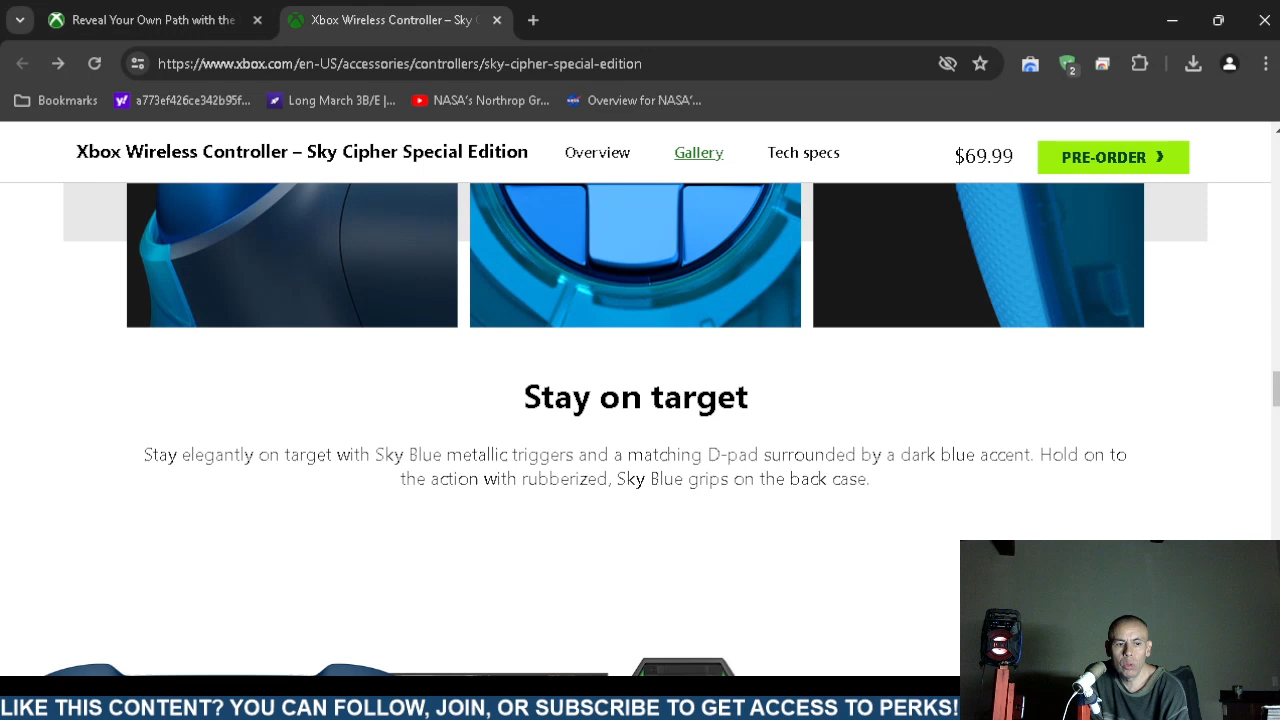 Reveal Your Own Path with the
Xbox Wireless Controller – Sky C
https://www.xbox.com/en-US/accessories/controllers/sky-cipher-special-edition
2
Bookmarks
a773ef426ce342b95f...
Long March 3B/E |...
NASA's Northrop Gr...
Overview for NASA'...
Xbox Wireless Controller – Sky Cipher Special Edition
Overview
Gallery
Tech specs
$69.99
PRE-ORDER ❯
Stay on target
Stay elegantly on target with Sky Blue metallic triggers and a matching D-pad surrounded by a dark blue accent. Hold on to
the action with rubberized, Sky Blue grips on the back case.
LIKE THIS CONTENT? YOU CAN FOLLOW, JOIN, OR SUBSCRIBE TO GET ACCESS TO PERKS!